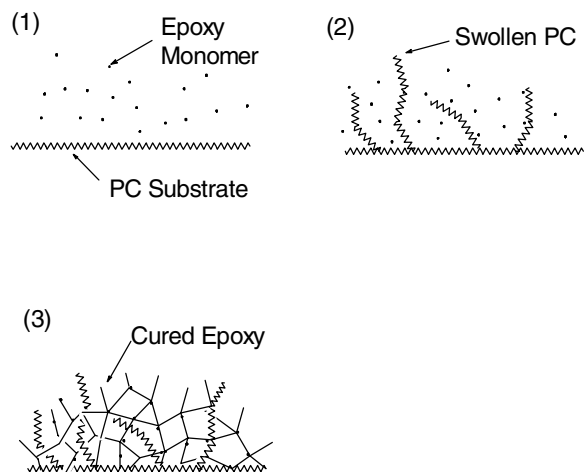 (1)
Epoxy
Monomer
PC Substrate
(2)
Swollen PC
(3)
Cured Epoxy